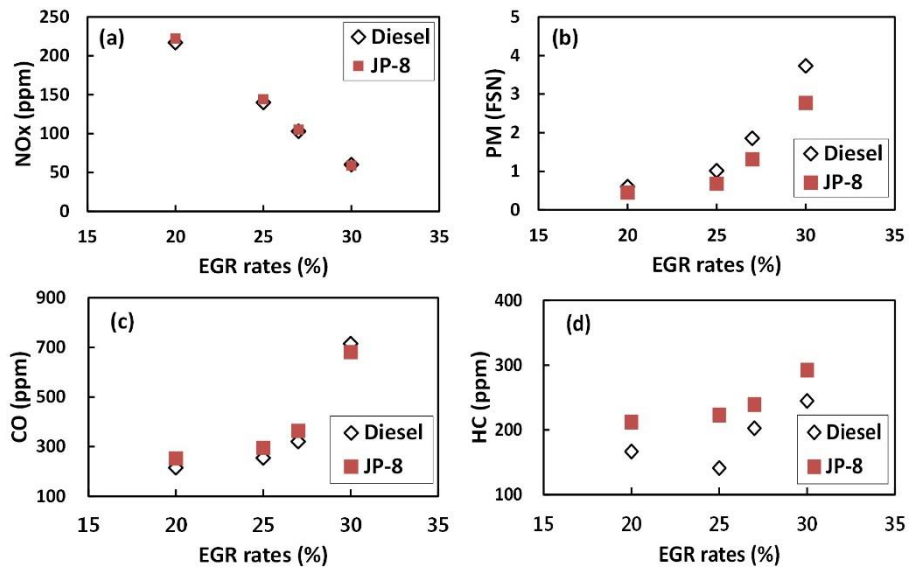 (a)
Diesel
JP-8
NOx (ppm)
250
200
150
100
50
0
15 20 25 30 35
EGR rates (%)
(b)
Diesel
JP-8
PM (FSN)
5
4
3
2
1
0
15 20 25 30 35
EGR rates (%)
(c)
Diesel
JP-8
CO (ppm)
900
700
500
300
100
15 20 25 30 35
EGR rates (%)
(d)
Diesel
JP-8
HC (ppm)
400
300
200
100
15 20 25 30 35
EGR rates (%)